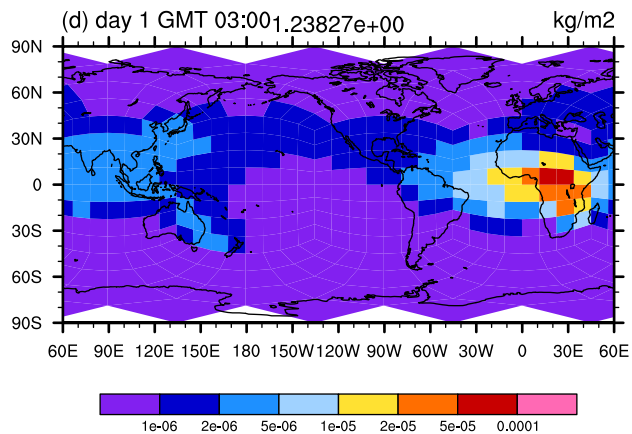 (d) day 1 GMT 03:00 1.23827e+00 kg/m2
90N
60N
30N
0
30S
60S
90S
60E 90E 120E 150E 180 150W 120W 90W 60W 30W 0 30E 60E
1e-06 2e-06 5e-06 1e-05 2e-05 5e-05 0.0001